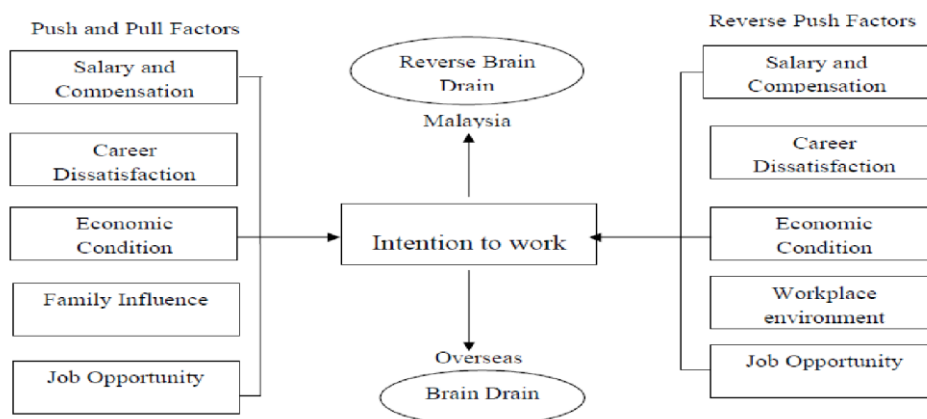 Push and Pull Factors
Salary and
Compensation
Career
Dissatisfaction
Economic
Condition
Family Influence
Job Opportunity
Reverse Brain
Drain
Malaysia
Intention to work
Overseas
Brain Drain
Reverse Push Factors
Salary and
Compensation
Career
Dissatisfaction
Economic
Condition
Workplace
environment
Job Opportunity